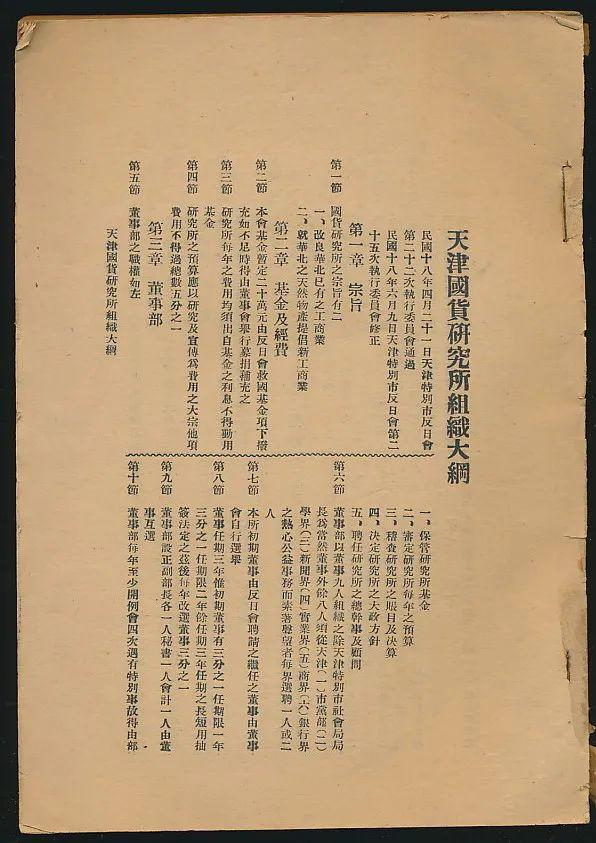 天津國貨研究所組織大綱
民國十八年四月二十一日天津特別市反日會
第二十二次執行委員會通過
民國十八年六月九日天津特別市反日會第二
十五次執行委員會修正
第一章 宗旨
第一節 國貨研究所之宗旨有二
一、改良華北已有之工商業
二、就華北之天然物產提倡新工商業
第二章 基金及經費
第二節 本會基金暫定二十萬元由反日會救國基金項下撥
充如不足時得由董事會舉行募捐補充之
第三節 研究所每年之費用均須出自基金之利息不得動用
基金
第四節 研究所之預算應以研究及宣傳爲費用之大宗他項
費用不得過總數五分之一
第三章 董事部
第五節 董事部之職權如左
天津國貨研究所組織大綱
一、保管研究所基金
二、審定研究所每年之預算
三、稽查研究所之賬目及決算
四、決定研究所之大政方針
五、聘任研究所之總幹事及顧問
第六節 董事部以董事九人組織之除天津特別市社會局局
長爲當然董事外餘八人須從天津(一)市黨部(二)
學界(三)新聞界(四)實業界(五)商界(六)銀行界
之熱心公益事務而素著聲望者每界選聘一人或二
人
第七節 本所初期董事由反日會聘請之繼任之董事由董事
會自行選舉
第八節 董事任期三年惟初期董事有三分之一任期限一年
三分之一任期限二年餘任期三年任期之長短用抽
簽法定之茲後每年改選董事三分之一
第九節 董事部設正副部長各一人秘書一人會計一人由董
事互選
第十節 董事部每年至少開例會四次遇有特別事故得由部